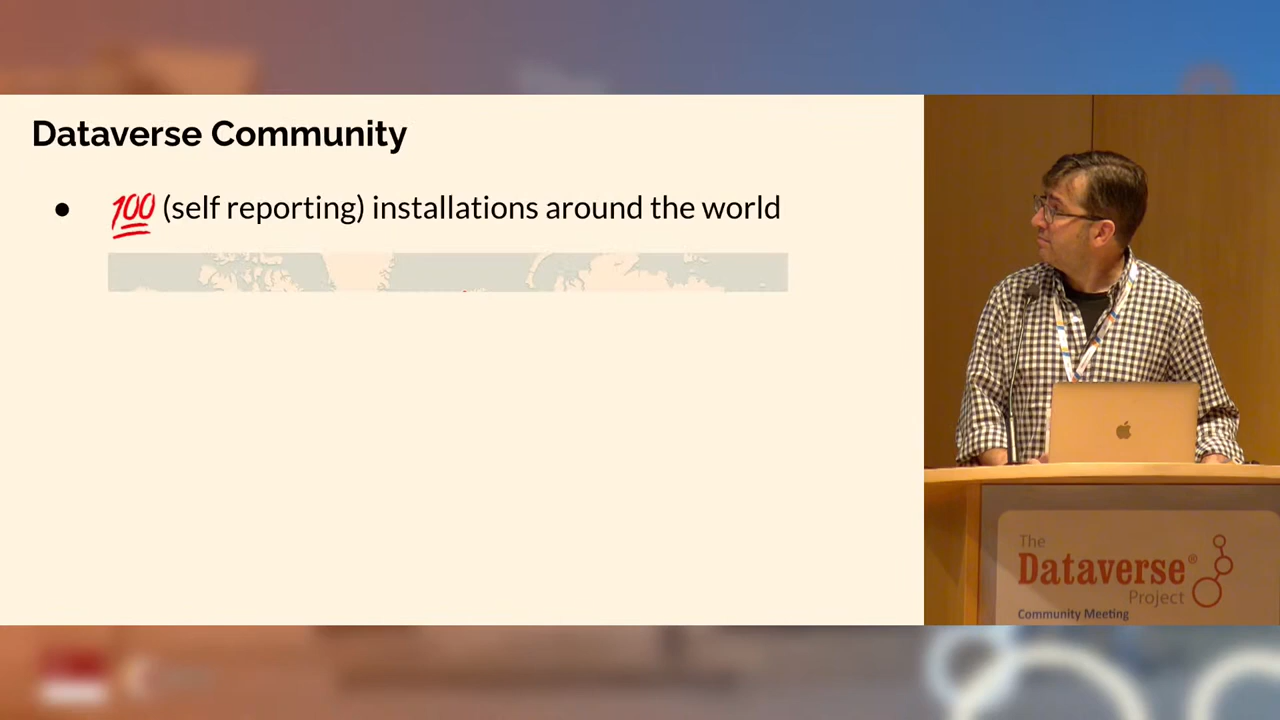 Dataverse Community
● 💯 (self reporting) installations around the world
The
Dataverse®
Project
Community Meeting